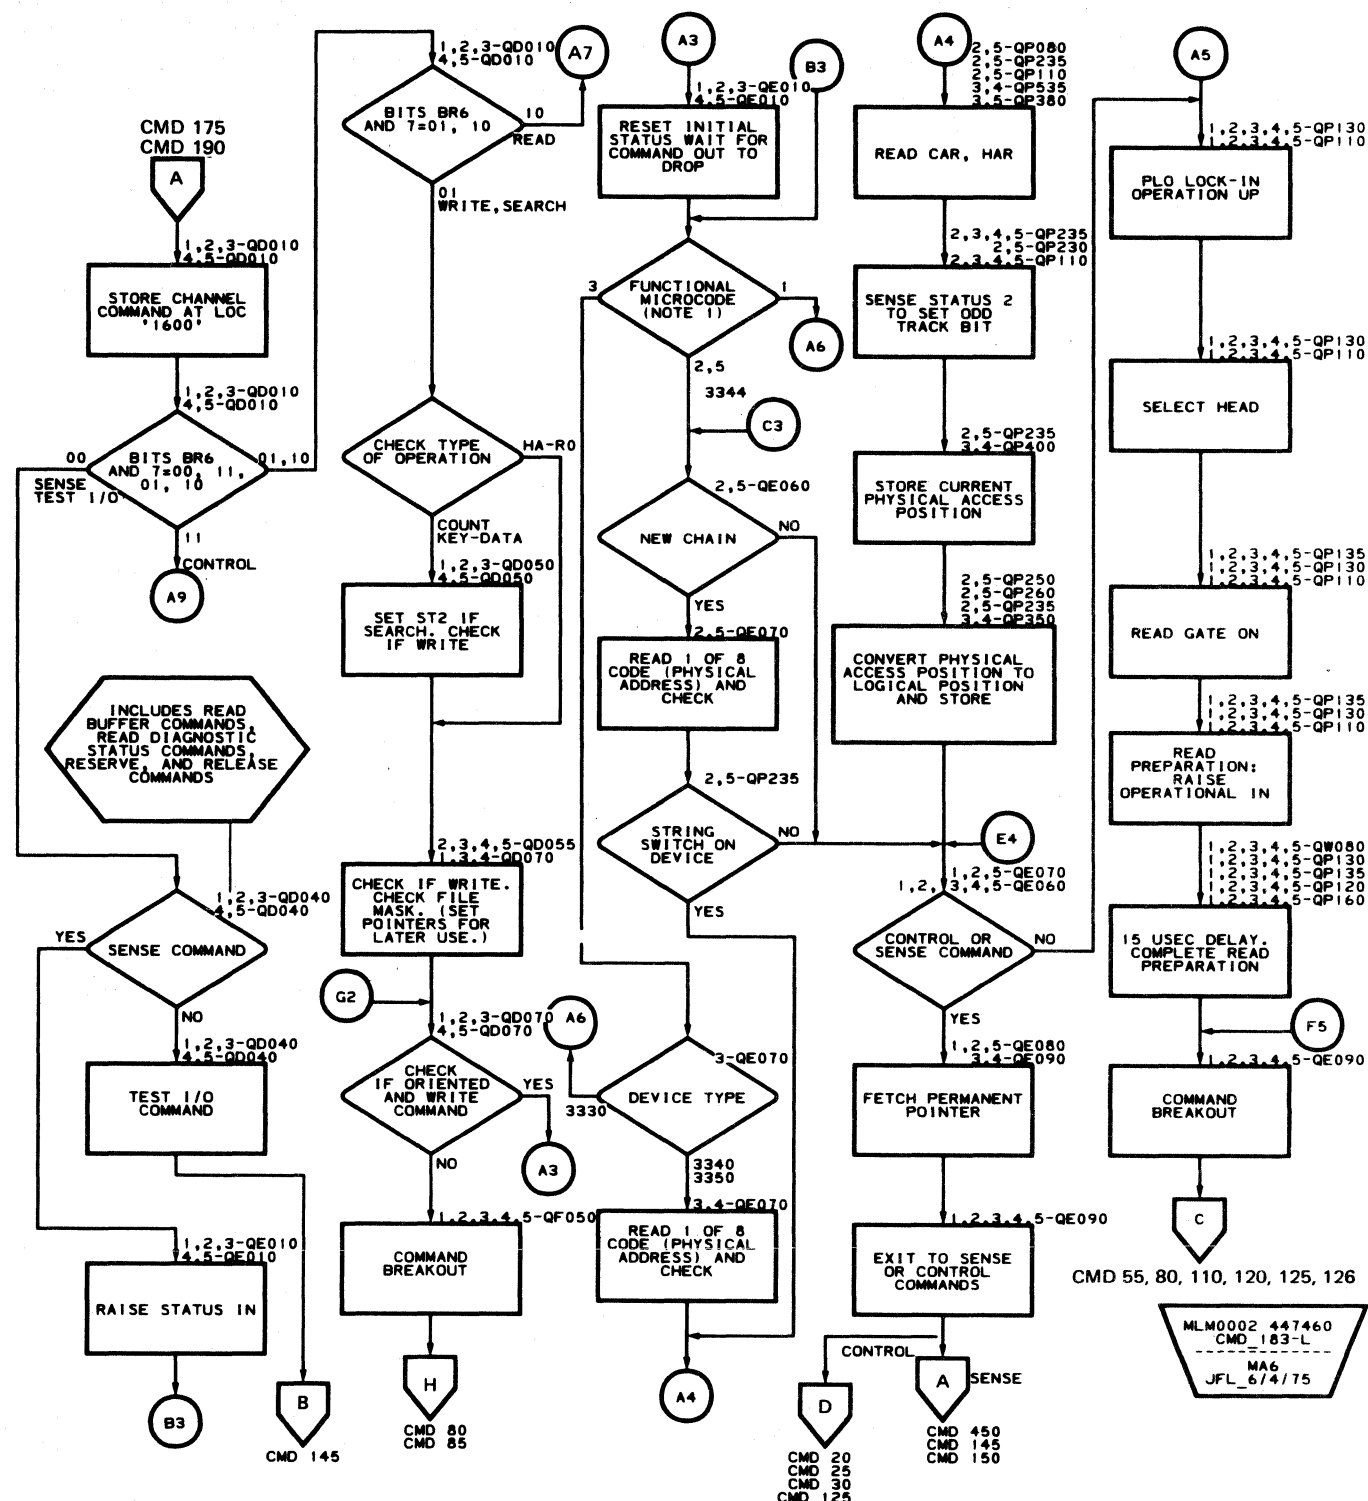 CMD 175
CMD 190
A
1,2,3-QD010
4,5-QD010
STORE CHANNEL
COMMAND AT LOC
'1600'
1,2,3-QD010
4,5-QD010
BITS BR6
AND 7=00, 11,
01, 10
00
SENSE
TEST I/O
01,10
11
CONTROL
A9
INCLUDES READ
BUFFER COMMANDS,
READ DIAGNOSTIC
STATUS COMMANDS,
RESERVE, AND RELEASE
COMMANDS
1,2,3-QD040
4,5-QD040
YES
SENSE COMMAND
NO
1,2,3-QD040
4,5-QD040
TEST I/O
COMMAND
1,2,3-QE010
4,5-QE010
RAISE STATUS IN
B3
B
CMD 145
1,2,3-QD010
4,5-QD010
A7
BITS BR6
AND 7=01, 10
10
READ
01
WRITE,SEARCH
CHECK TYPE
OF OPERATION
HA-R0
COUNT
KEY-DATA
1,2,3-QD050
4,5-QD050
SET ST2 IF
SEARCH. CHECK
IF WRITE
2,3,4,5-QD055
1,3,4-QD070
CHECK IF WRITE.
CHECK FILE
MASK. (SET
POINTERS FOR
LATER USE.)
G2
1,2,3-QD070
4,5-QD070
CHECK
IF ORIENTED
AND WRITE
COMMAND
YES
A3
NO
1,2,3,4,5-QF050
COMMAND
BREAKOUT
H
CMD 80
CMD 85
A3
B3
1,2,3-QE010
4,5-QE010
RESET INITIAL
STATUS WAIT FOR
COMMAND OUT TO
DROP
3
FUNCTIONAL
MICROCODE
(NOTE 1)
1
A6
2,5
3344
C3
2,5-QE060
NEW CHAIN
NO
YES
2,5-QE070
READ 1 OF 8
CODE (PHYSICAL
ADDRESS) AND
CHECK
2,5-QP235
STRING
SWITCH ON
DEVICE
NO
YES
A6
3-QE070
3330
DEVICE TYPE
3340
3350
3,4-QE070
READ 1 OF 8
CODE (PHYSICAL
ADDRESS) AND
CHECK
A4
A4
2,5-QP080
2,5-QP235
2,5-QP110
3,4-QP535
3,5-QP380
READ CAR, HAR
2,3,4,5-QP235
2,5-QP230
2,3,4,5-QP110
SENSE STATUS 2
TO SET ODD
TRACK BIT
2,5-QP235
3,4-QP400
STORE CURRENT
PHYSICAL ACCESS
POSITION
2,5-QP250
2,5-QP260
2,5-QP235
3,4-QP350
CONVERT PHYSICAL
ACCESS POSITION TO
LOGICAL POSITION
AND STORE
E4
1,2,5-QE070
1,2,3,4,5-QE060
CONTROL OR
SENSE COMMAND
NO
YES
1,2,5-QE080
3,4-QE090
FETCH PERMANENT
POINTER
1,2,3,4,5-QE090
EXIT TO SENSE
OR CONTROL
COMMANDS
CONTROL
SENSE
D
CMD 20
CMD 25
CMD 30
CMD 125
A
CMD 450
CMD 145
CMD 150
A5
1,2,3,4,5-QP130
1,2,3,4,5-QP110
PLO LOCK-IN
OPERATION UP
1,2,3,4,5-QP130
1,2,3,4,5-QP110
SELECT HEAD
1,2,3,4,5-QP135
1,2,3,4,5-QP130
1,2,3,4,5-QP110
READ GATE ON
1,2,3,4,5-QP135
1,2,3,4,5-QP130
1,2,3,4,5-QP110
READ
PREPARATION:
RAISE
OPERATIONAL IN
1,2,3,4,5-QW080
1,2,3,4,5-QP130
1,2,3,4,5-QP135
1,2,3,4,5-QP120
1,2,3,4,5-QP160
15 USEC DELAY.
COMPLETE READ
PREPARATION
F5
1,2,3,4,5-QE090
COMMAND
BREAKOUT
C
CMD 55, 80, 110, 120, 125, 126
MLM0002 447460
CMD_183-L
MA6
JFL_6/4/75